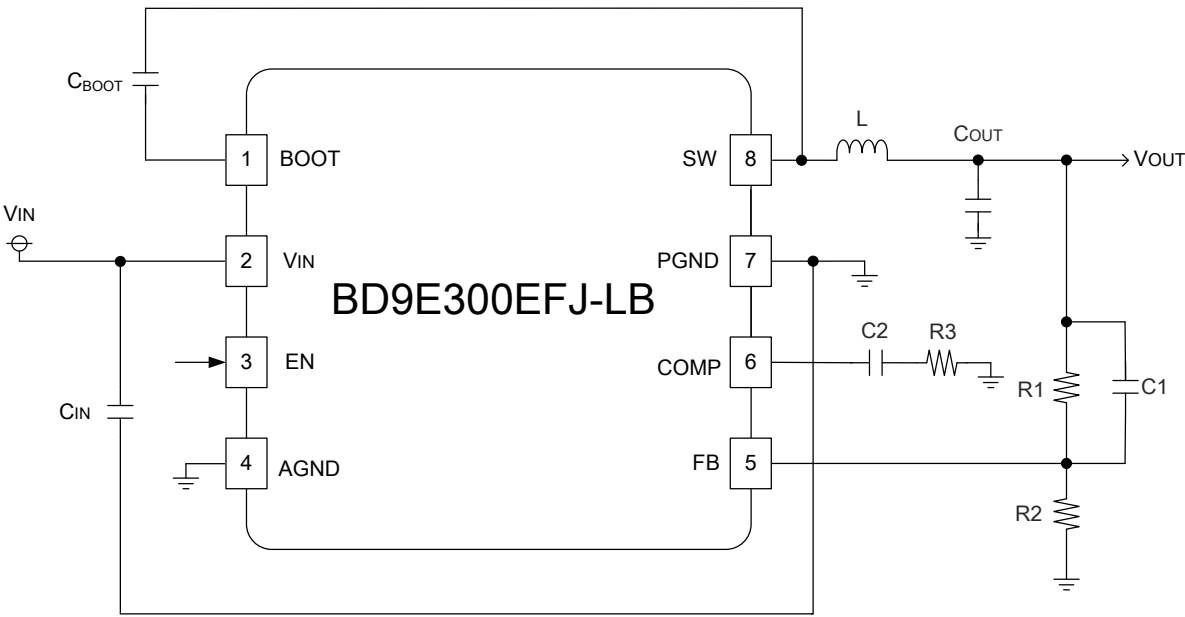 CBOOT
1 BOOT
SW 8
L
COUT
VOUT
VIN
2 VIN
PGND 7
BD9E300EFJ-LB
3 EN
COMP 6
C2
R3
R1
C1
CIN
4 AGND
FB 5
R2